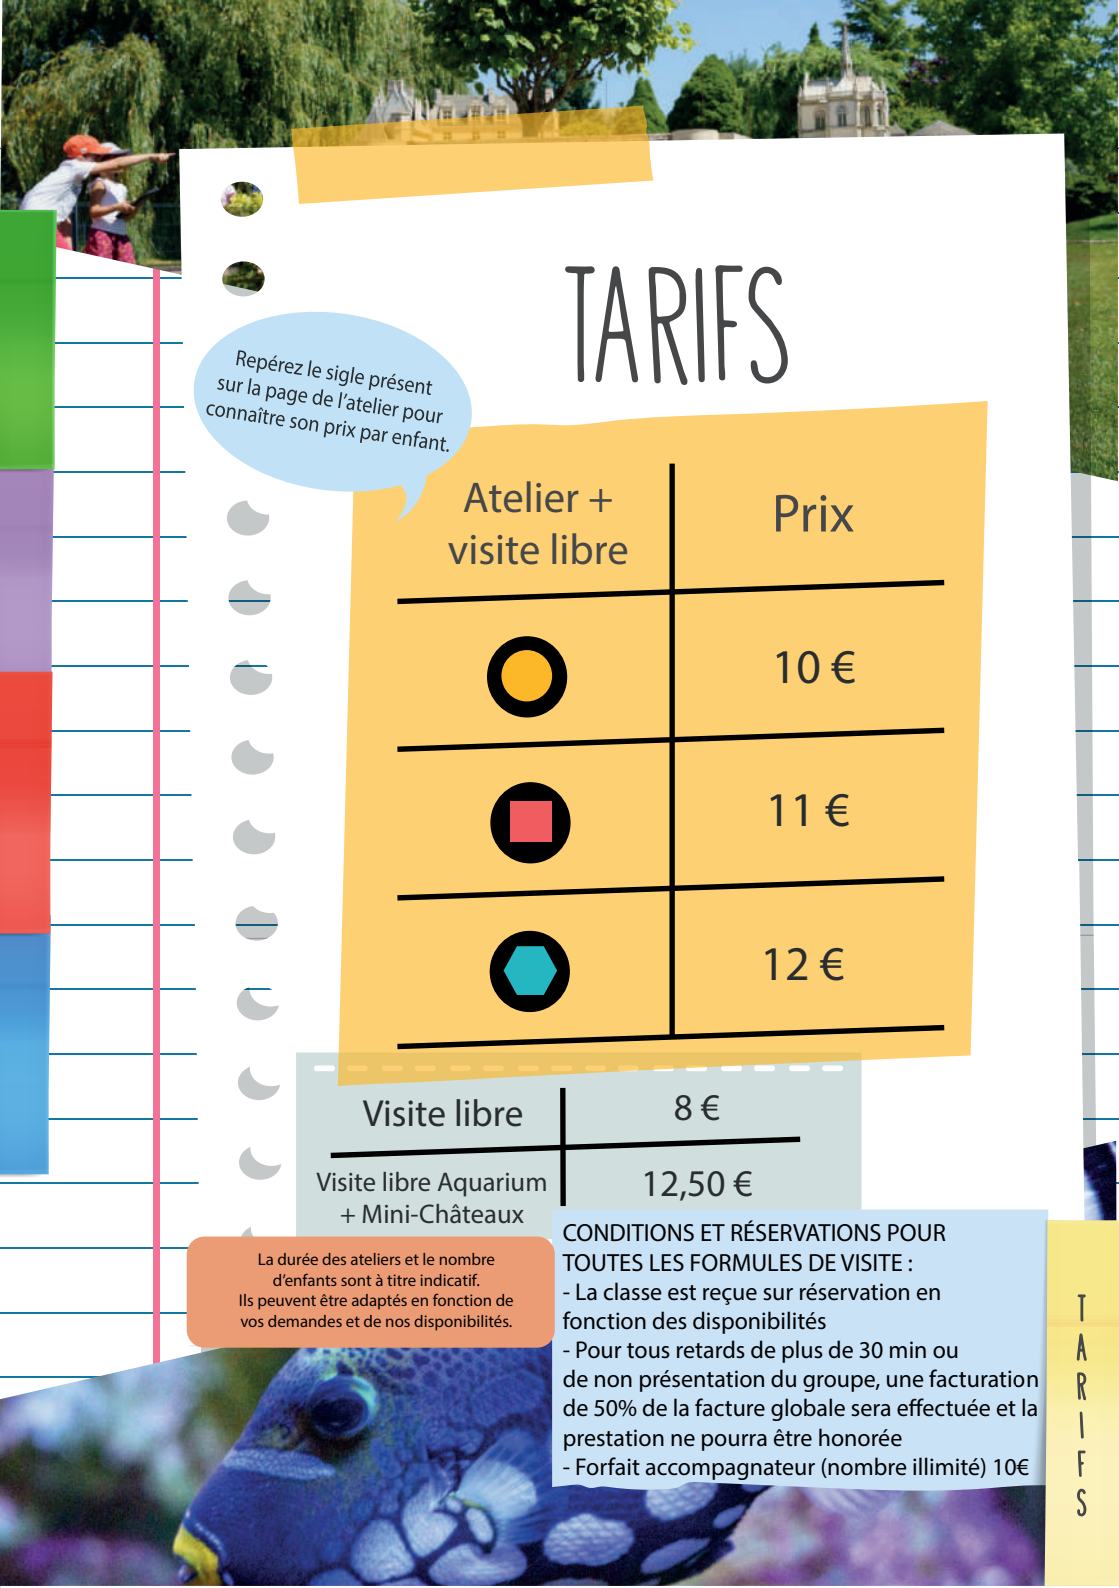 TARIFS
Repérez le sigle présent
sur la page de l'atelier pour
connaître son prix par enfant.
Atelier +
visite libre
Prix
10 €
11 €
12 €
Visite libre
8 €
Visite libre Aquarium
+ Mini-Châteaux
12,50 €
La durée des ateliers et le nombre
d'enfants sont à titre indicatif.
Ils peuvent être adaptés en fonction de
vos demandes et de nos disponibilités.
CONDITIONS ET RÉSERVATIONS POUR
TOUTES LES FORMULES DE VISITE :
- La classe est reçue sur réservation en
fonction des disponibilités
- Pour tous retards de plus de 30 min ou
de non présentation du groupe, une facturation
de 50% de la facture globale sera effectuée et la
prestation ne pourra être honorée
- Forfait accompagnateur (nombre illimité) 10€
TARIFS